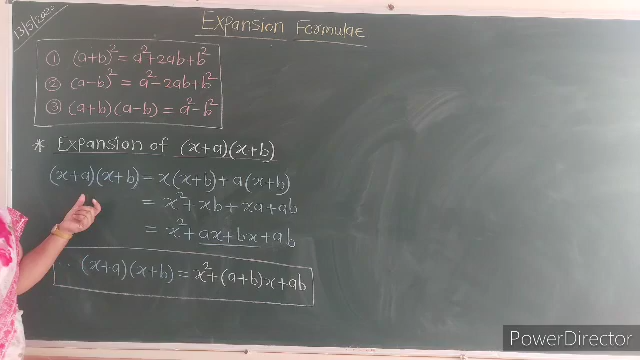 13/5/2020
Expansion Formulae
① (a+b)² = a²+2ab+b²
② (a-b)² = a²-2ab+b²
③ (a+b)(a-b) = a²-b²
* Expansion of (x+a)(x+b)
(x+a)(x+b) = x(x+b) + a(x+b)
= x² + xb + xa + ab
= x² + ax + bx + ab
∴ (x+a)(x+b) = x²+(a+b)x+ab
PowerDirector